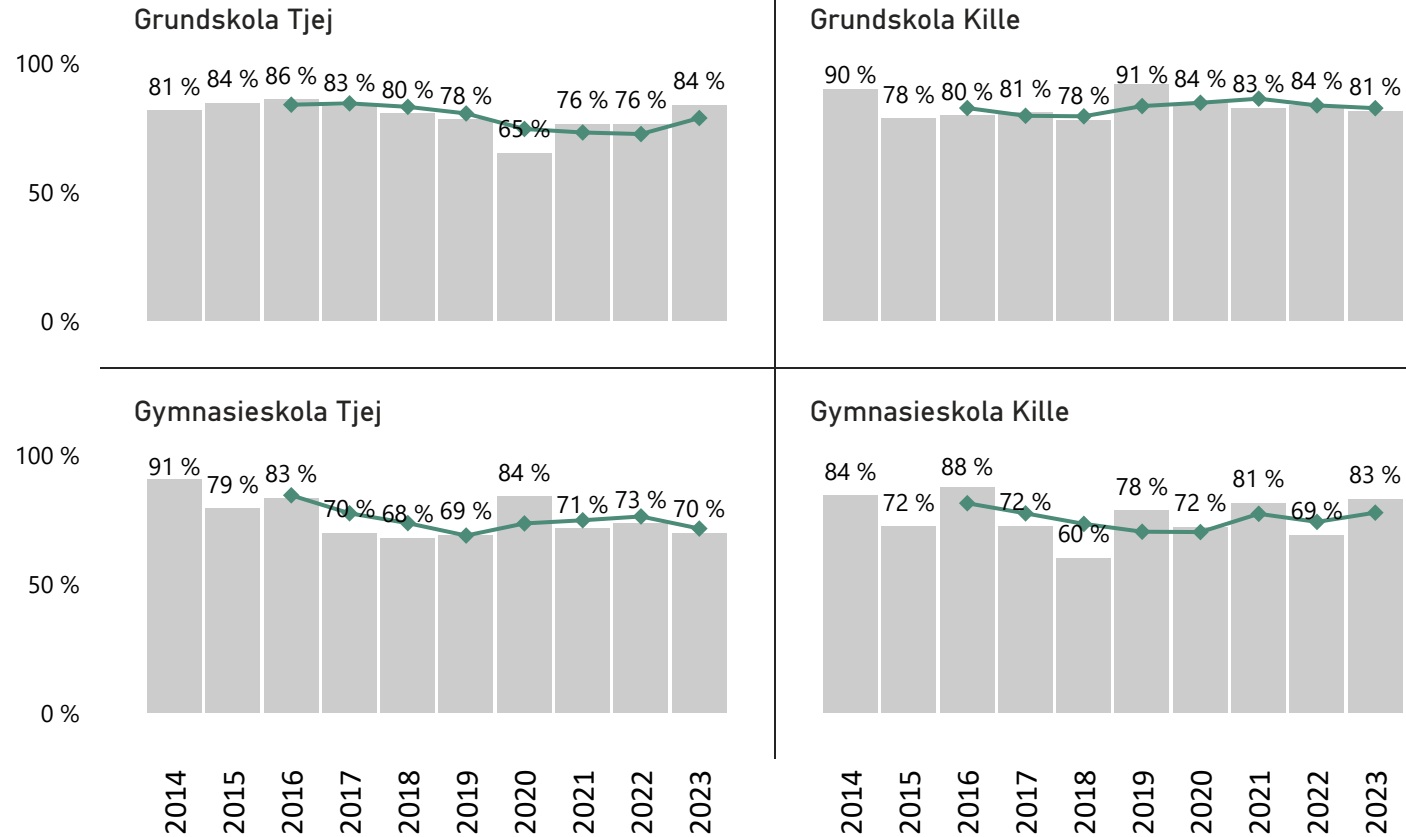 Grundskola Tjej
100 %
50 %
0 %
81 % 84 % 86 % 83 % 80 % 78 % 65 % 76 % 76 % 84 %
Grundskola Kille
90 % 78 % 80 % 81 % 78 % 91 % 84 % 83 % 84 % 81 %
Gymnasieskola Tjej
100 %
50 %
0 %
91 % 79 % 83 % 70 % 68 % 69 % 84 % 71 % 73 % 70 %
Gymnasieskola Kille
84 % 72 % 88 % 72 % 60 % 78 % 72 % 81 % 69 % 83 %
2014 2015 2016 2017 2018 2019 2020 2021 2022 2023
2014 2015 2016 2017 2018 2019 2020 2021 2022 2023